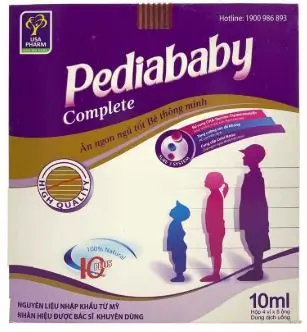 USA
PHARM
Hotline: 1900 986 893
Pediababy
Complete
Ăn ngon ngủ tốt Bé thông minh
HIGH QUALITY
100% Natural
IQ PLUS
NGUYÊN LIỆU NHẬP KHẨU TỪ MỸ
NHÃN HIỆU ĐƯỢC BÁC SĨ KHUYÊN DÙNG
10ml
Hộp 4 vỉ x 5 ống
Dung dịch uống